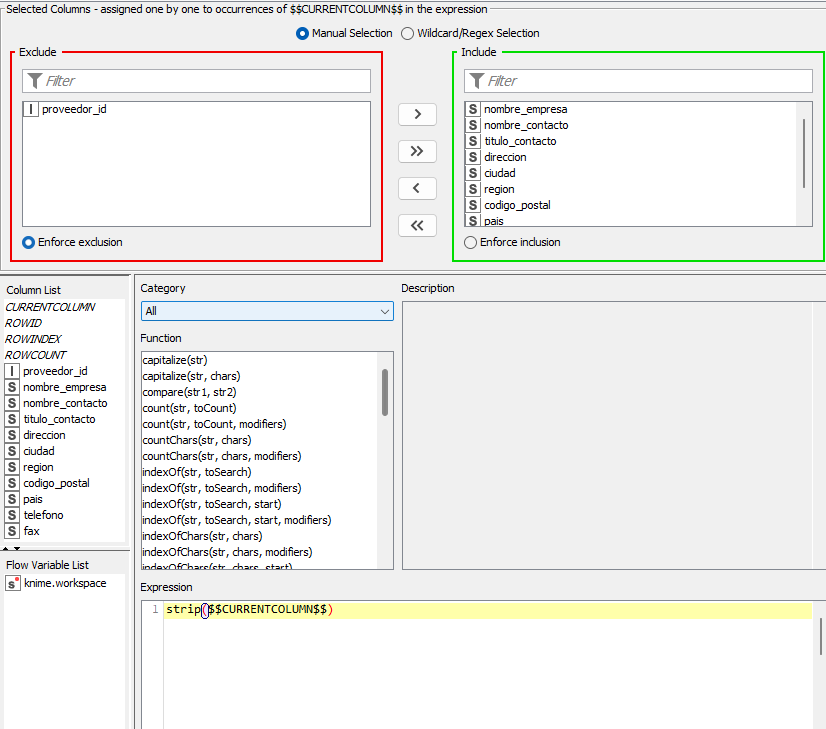 Selected Columns - assigned one by one to occurrences of $$CURRENTCOLUMN$$ in the expression
Manual Selection
Wildcard/Regex Selection
Exclude
Filter
I proveedor_id
Enforce exclusion
>
>>
<
<<
Include
Filter
S nombre_empresa
S nombre_contacto
S titulo_contacto
S direccion
S ciudad
S region
S codigo_postal
S pais
Enforce inclusion
Column List
CURRENTCOLUMN
ROWID
ROWINDEX
ROWCOUNT
I proveedor_id
S nombre_empresa
S nombre_contacto
S titulo_contacto
S direccion
S ciudad
S region
S codigo_postal
S pais
S telefono
S fax
Flow Variable List
s knime.workspace
Category
All
Function
capitalize(str)
capitalize(str, chars)
compare(str1, str2)
count(str, toCount)
count(str, toCount, modifiers)
countChars(str, chars)
countChars(str, chars, modifiers)
indexOf(str, toSearch)
indexOf(str, toSearch, modifiers)
indexOf(str, toSearch, start)
indexOf(str, toSearch, start, modifiers)
indexOfChars(str, chars)
indexOfChars(str, chars, modifiers)
indexOfChars(str, chars, start)
Description
Expression
1 strip($$CURRENTCOLUMN$$)